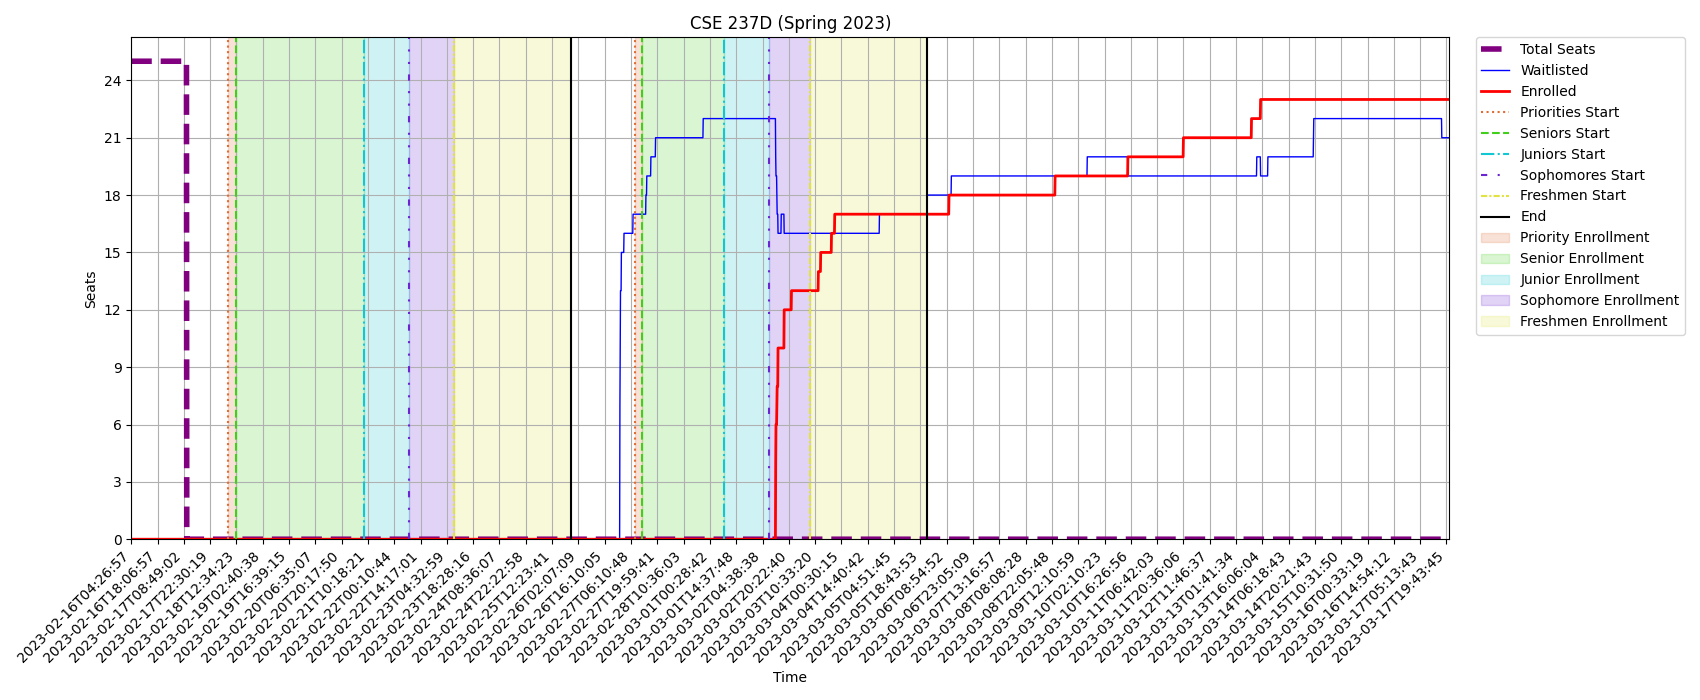 CSE 237D (Spring 2023)
Seats
24
21
18
15
12
9
6
3
0
2023-02-16T04:26:57
2023-02-16T18:06:57
2023-02-17T08:49:02
2023-02-17T22:30:19
2023-02-18T12:34:23
2023-02-19T02:40:38
2023-02-19T16:39:15
2023-02-20T06:35:07
2023-02-20T20:17:50
2023-02-21T10:18:21
2023-02-22T00:10:44
2023-02-22T14:17:01
2023-02-23T04:32:59
2023-02-23T18:28:16
2023-02-24T08:36:07
2023-02-24T22:22:58
2023-02-25T12:23:41
2023-02-26T02:07:09
2023-02-26T16:10:05
2023-02-27T06:10:48
2023-02-27T19:59:41
2023-02-28T10:36:03
2023-03-01T00:28:42
2023-03-01T14:37:48
2023-03-02T04:38:38
2023-03-02T20:22:40
2023-03-03T10:33:20
2023-03-04T00:30:15
2023-03-04T14:40:42
2023-03-05T04:51:45
2023-03-05T18:43:53
2023-03-06T08:54:52
2023-03-06T23:05:09
2023-03-07T13:16:57
2023-03-08T08:08:28
2023-03-08T22:05:48
2023-03-09T12:10:59
2023-03-10T02:10:23
2023-03-10T16:26:56
2023-03-11T06:42:03
2023-03-11T20:36:06
2023-03-12T11:46:37
2023-03-13T01:41:34
2023-03-13T16:06:04
2023-03-14T06:18:43
2023-03-14T20:21:43
2023-03-15T10:31:50
2023-03-16T00:33:19
2023-03-16T14:54:12
2023-03-17T05:13:43
2023-03-17T19:43:45
Time
Total Seats
Waitlisted
Enrolled
Priorities Start
Seniors Start
Juniors Start
Sophomores Start
Freshmen Start
End
Priority Enrollment
Senior Enrollment
Junior Enrollment
Sophomore Enrollment
Freshmen Enrollment